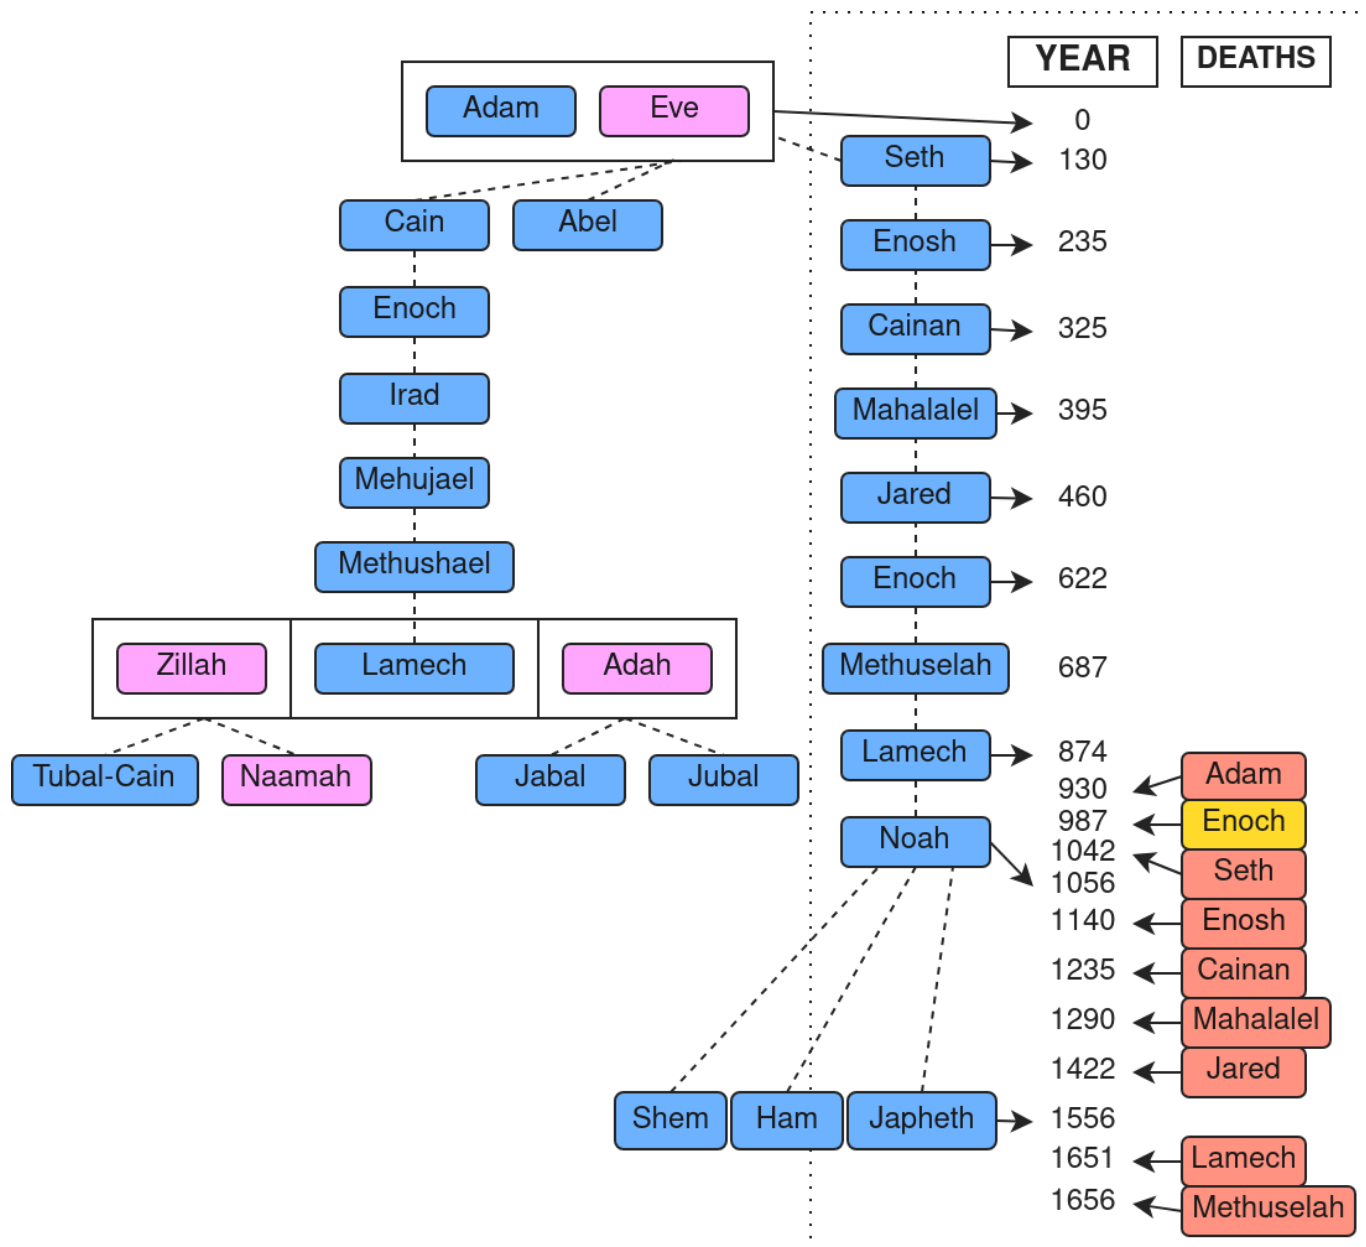 YEAR
DEATHS
Adam
Eve
0
Seth
130
Cain
Abel
Enosh
235
Enoch
Cainan
325
Irad
Mahalalel
395
Mehujael
Jared
460
Methushael
Enoch
622
Zillah
Lamech
Adah
Methuselah
687
Tubal-Cain
Naamah
Jabal
Jubal
Lamech
874
Adam
930
Enoch
987
Noah
1042
Seth
1056
Enosh
1140
Cainan
1235
Mahalalel
1290
Jared
1422
Shem
Ham
Japheth
1556
Lamech
1651
Methuselah
1656